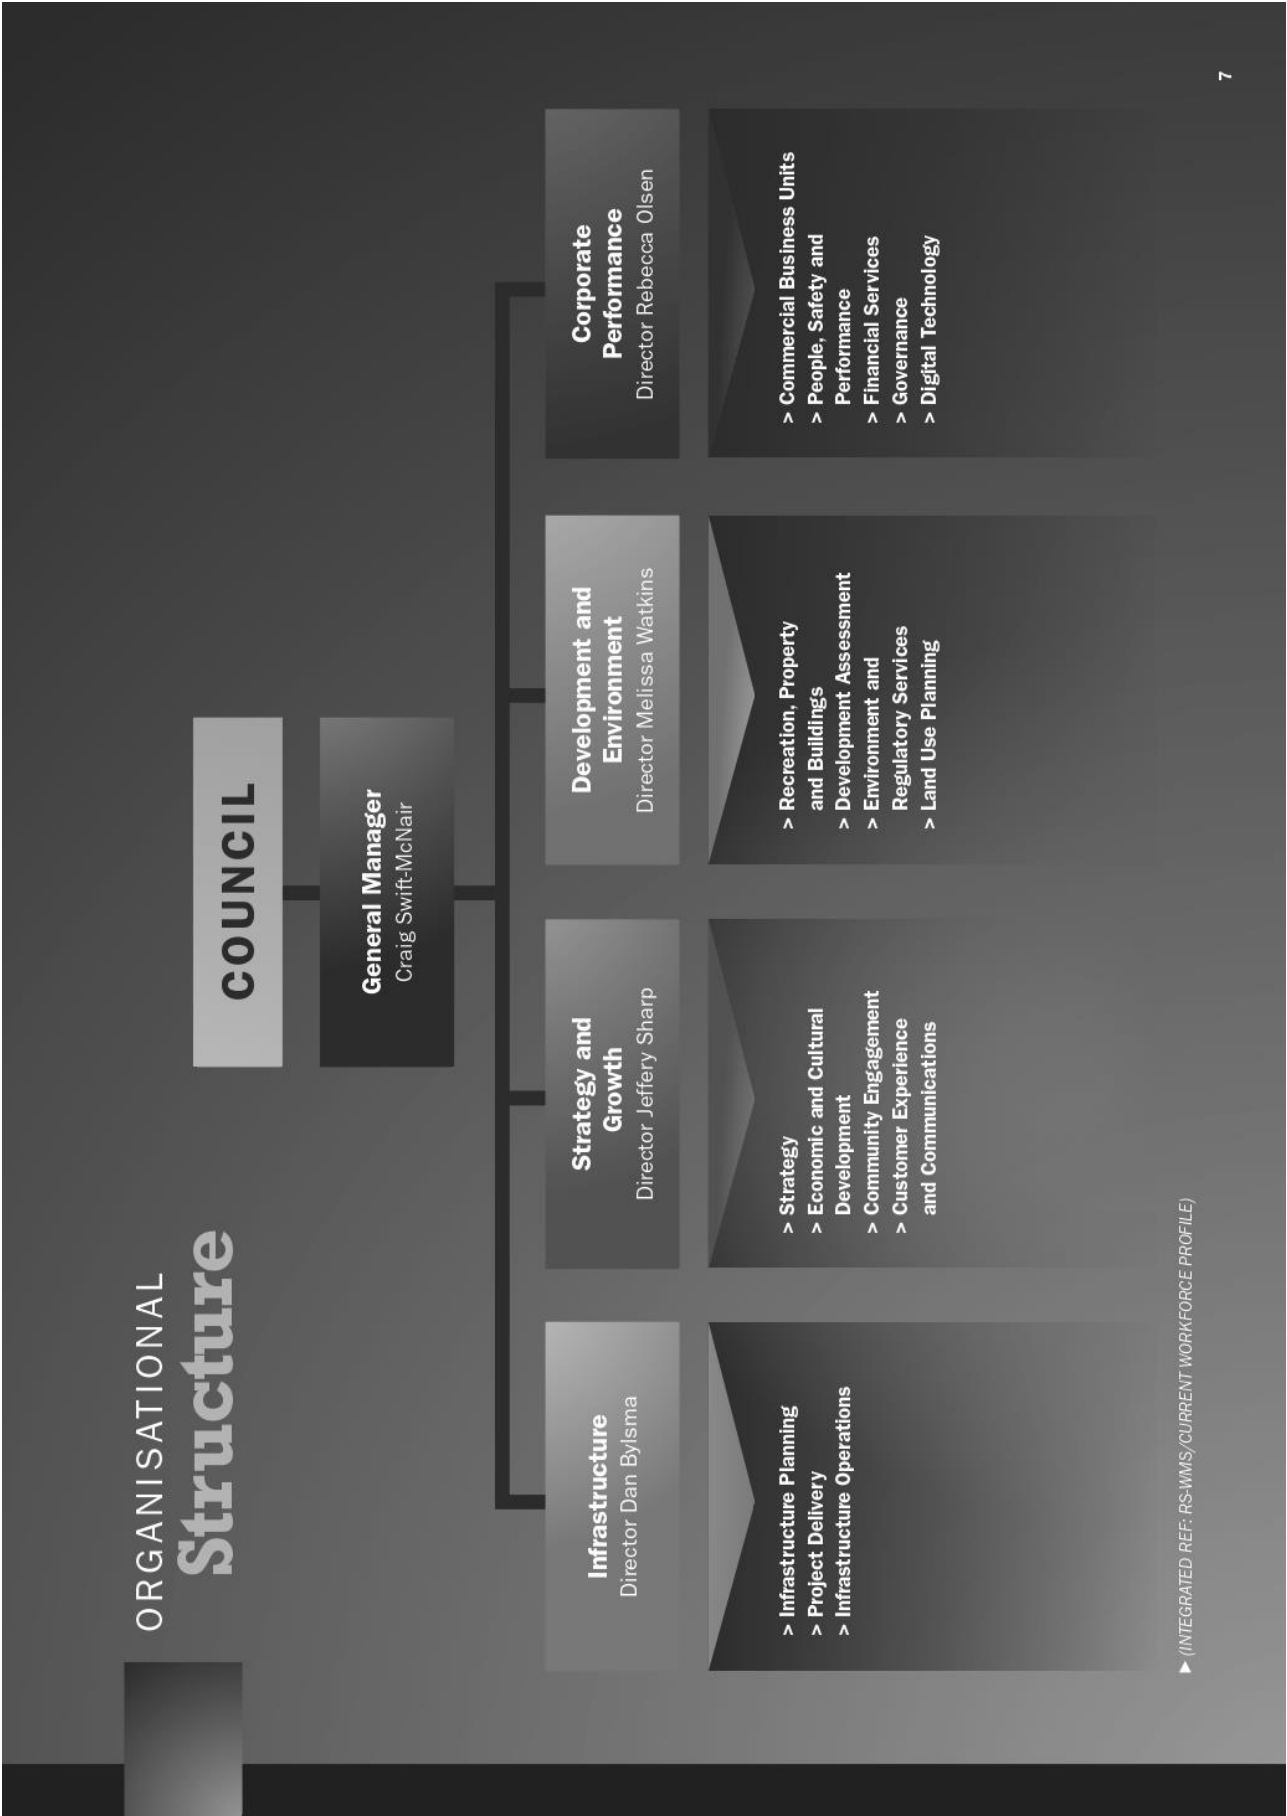 ORGANISATIONAL
Structure
COUNCIL
General Manager
Craig Swift-McNair
Infrastructure
Director Dan Bylsma
> Infrastructure Planning
> Project Delivery
> Infrastructure Operations
Strategy and
Growth
Director Jeffery Sharp
> Strategy
> Economic and Cultural
Development
> Community Engagement
> Customer Experience
and Communications
Development and
Environment
Director Melissa Watkins
> Recreation, Property
and Buildings
> Development Assessment
> Environment and
Regulatory Services
> Land Use Planning
Corporate
Performance
Director Rebecca Olsen
> Commercial Business Units
> People, Safety and
Performance
> Financial Services
> Governance
> Digital Technology
► (INTEGRATED REF: RS-WMS/CURRENT WORKFORCE PROFILE)
7